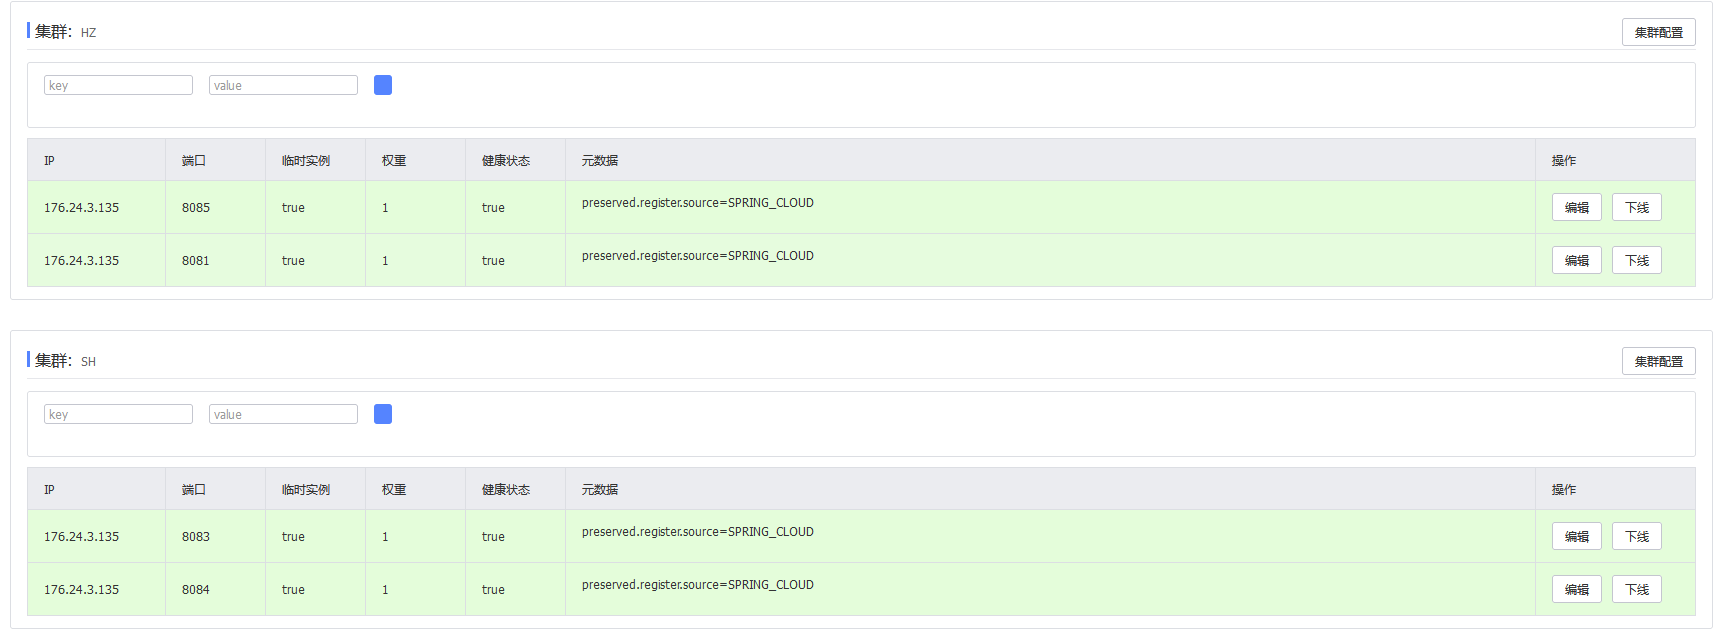 集群: HZ 集群配置
key value
IP 端口 临时实例 权重 健康状态 元数据 操作
176.24.3.135 8085 true 1 true preserved.register.source=SPRING_CLOUD 编辑 下线
176.24.3.135 8081 true 1 true preserved.register.source=SPRING_CLOUD 编辑 下线
集群: SH 集群配置
key value
IP 端口 临时实例 权重 健康状态 元数据 操作
176.24.3.135 8083 true 1 true preserved.register.source=SPRING_CLOUD 编辑 下线
176.24.3.135 8084 true 1 true preserved.register.source=SPRING_CLOUD 编辑 下线